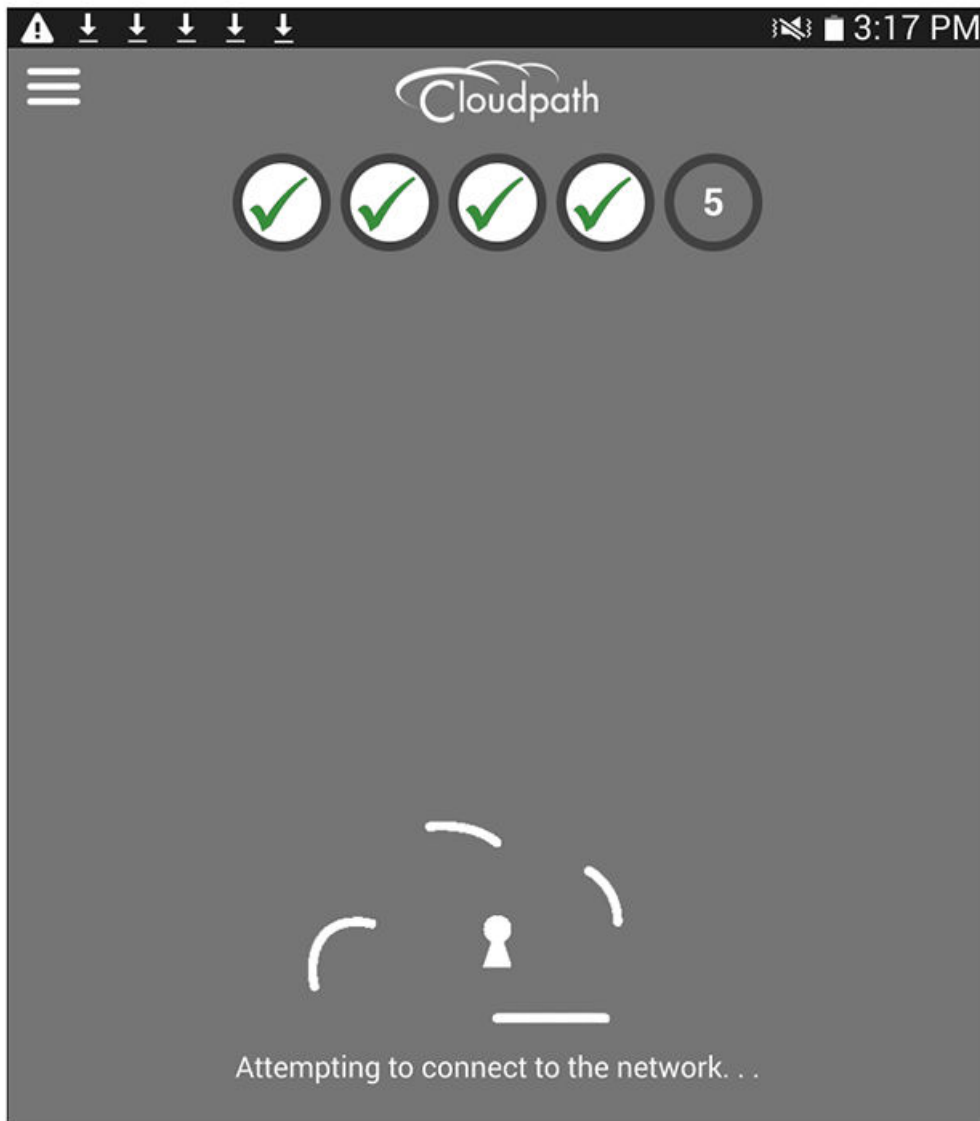 3:17 PM
Cloudpath
5
Attempting to connect to the network. . .